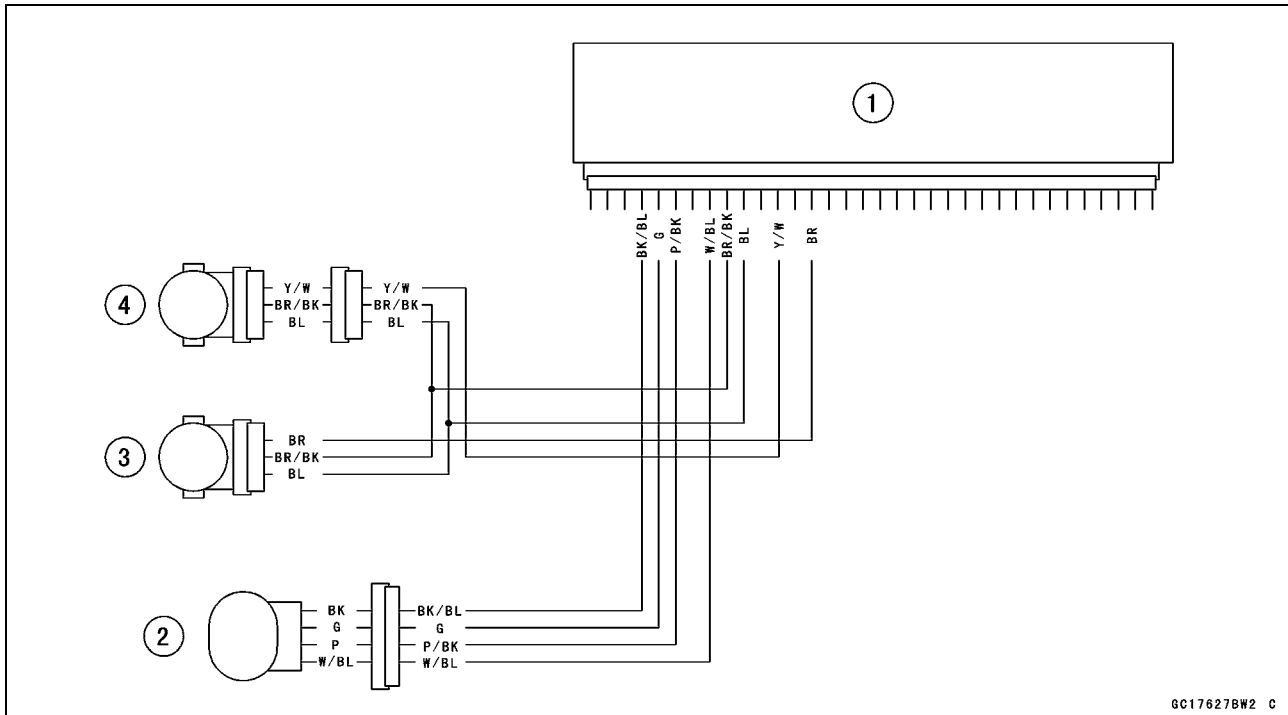 1
BK/BL G P/BK W/BL BR/BK BL Y/W BR
4
Y/W Y/W
BR/BK BR/BK
BL BL
3
BR
BR/BK
BL
2
BK BK/BL
G G
P P/BK
W/BL W/BL
GC17627BW2 C